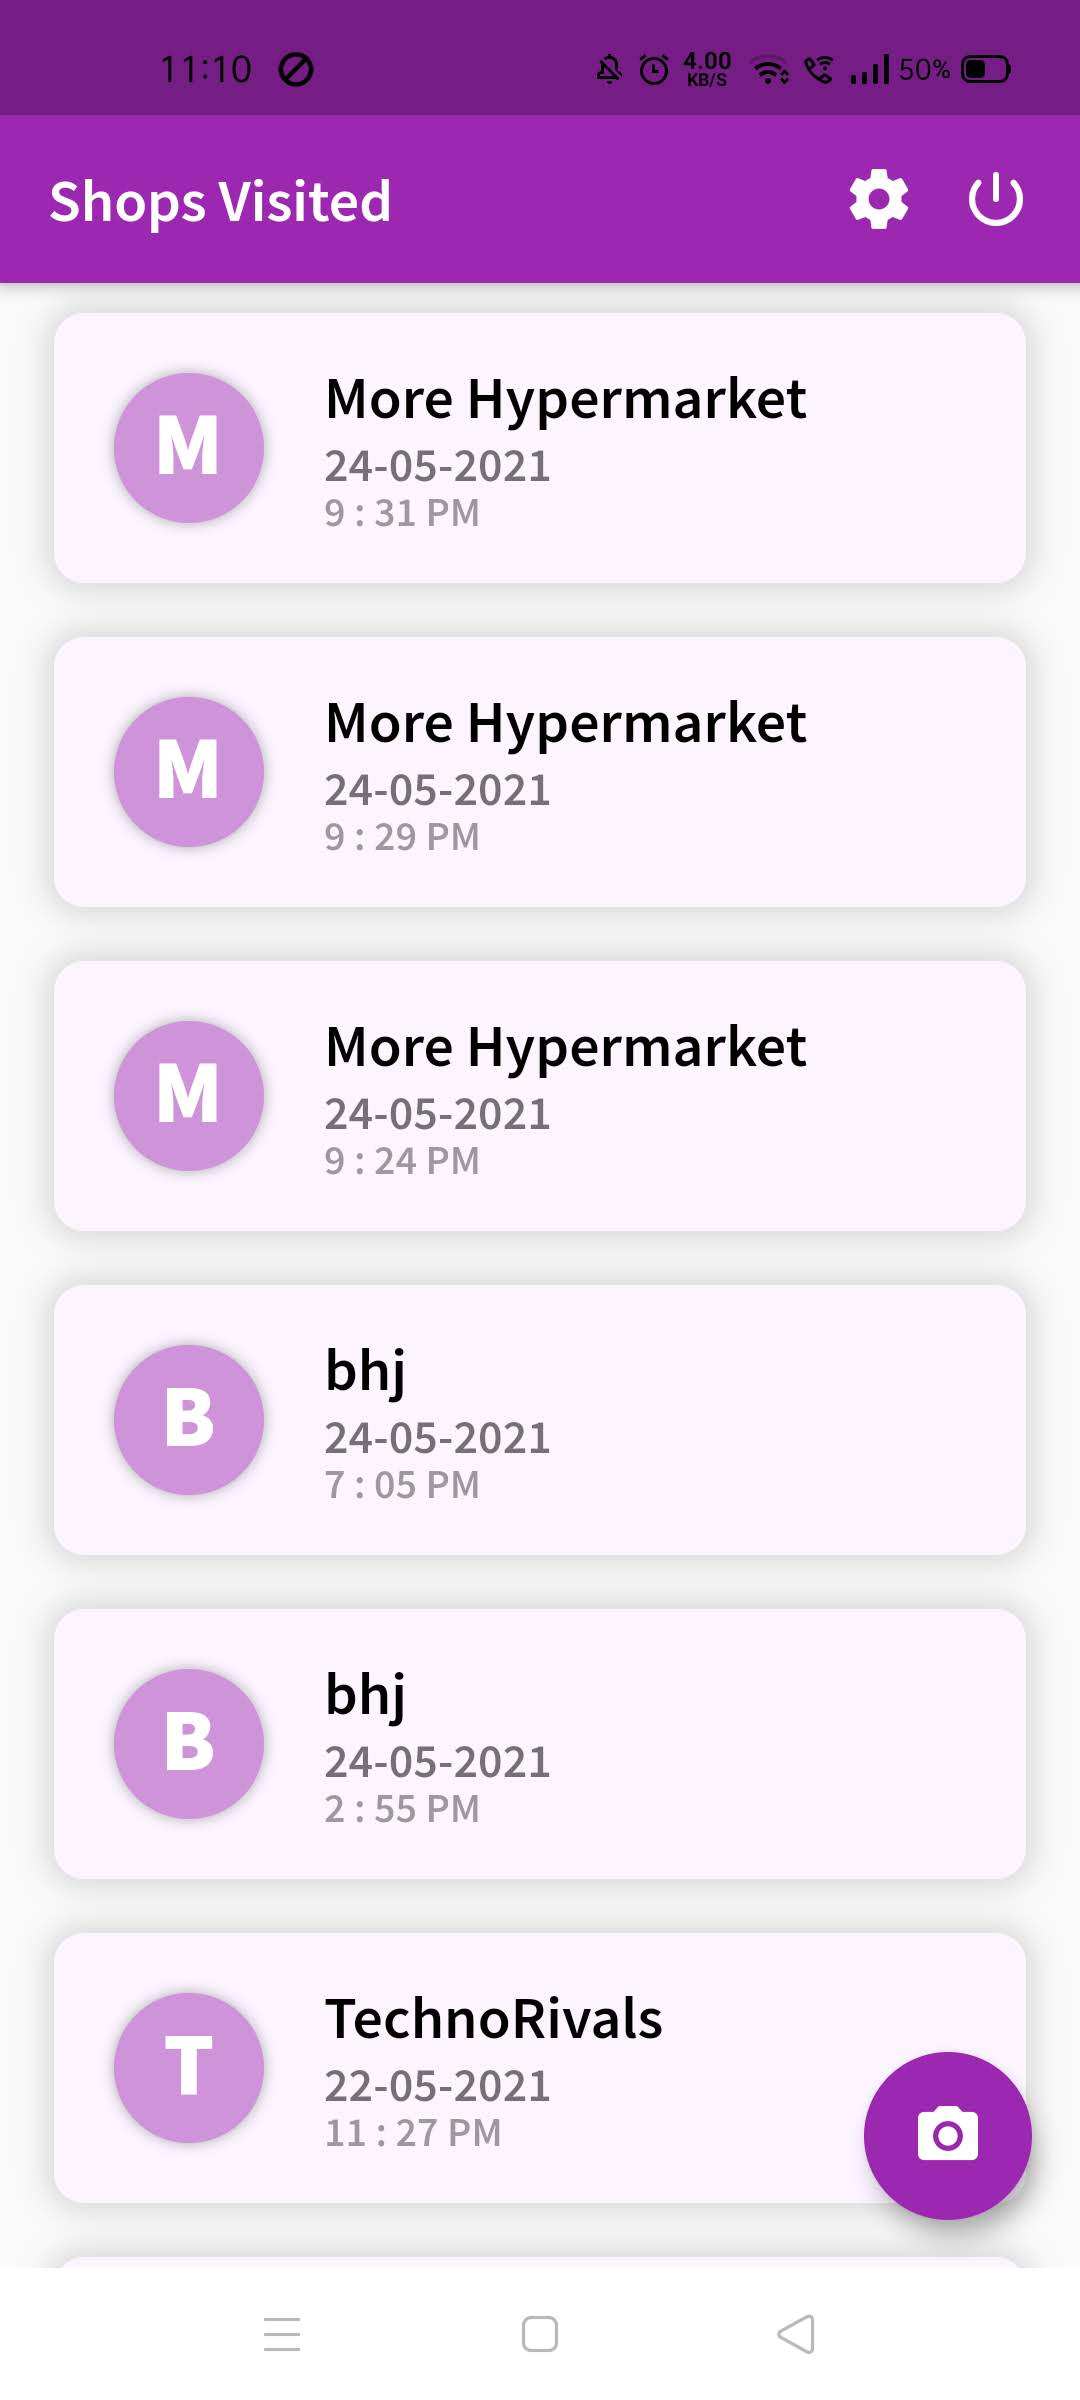 11:10 4.00 KB/S 50%
Shops Visited
M
More Hypermarket
24-05-2021
9 : 31 PM
M
More Hypermarket
24-05-2021
9 : 29 PM
M
More Hypermarket
24-05-2021
9 : 24 PM
B
bhj
24-05-2021
7 : 05 PM
B
bhj
24-05-2021
2 : 55 PM
T
TechnoRivals
22-05-2021
11 : 27 PM